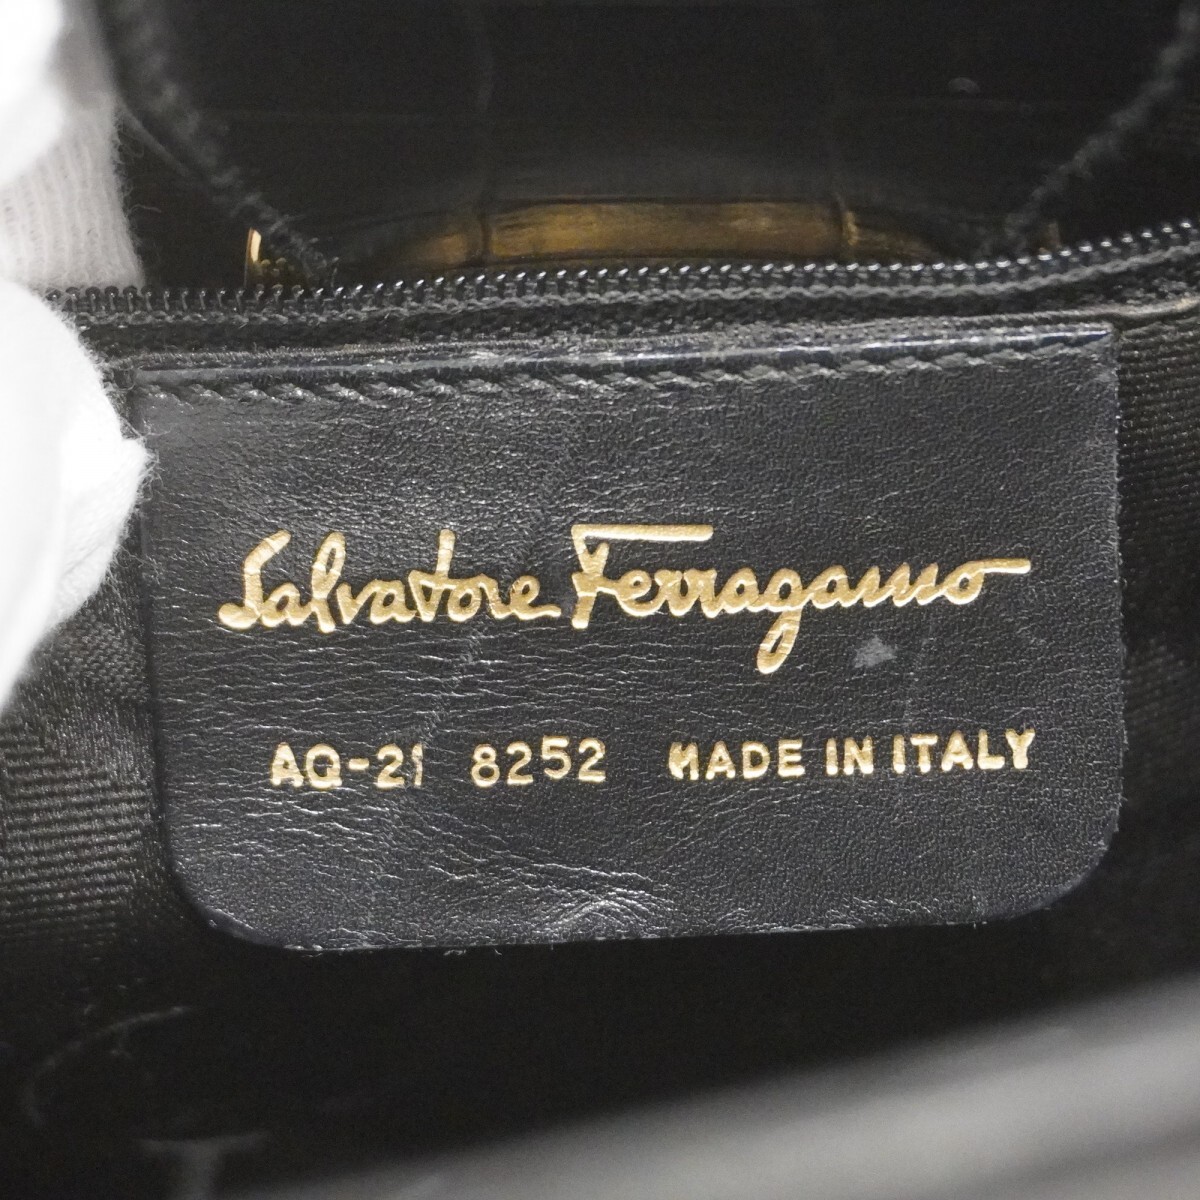 Salvatore Ferragamo
AQ-21 8252 MADE IN ITALY